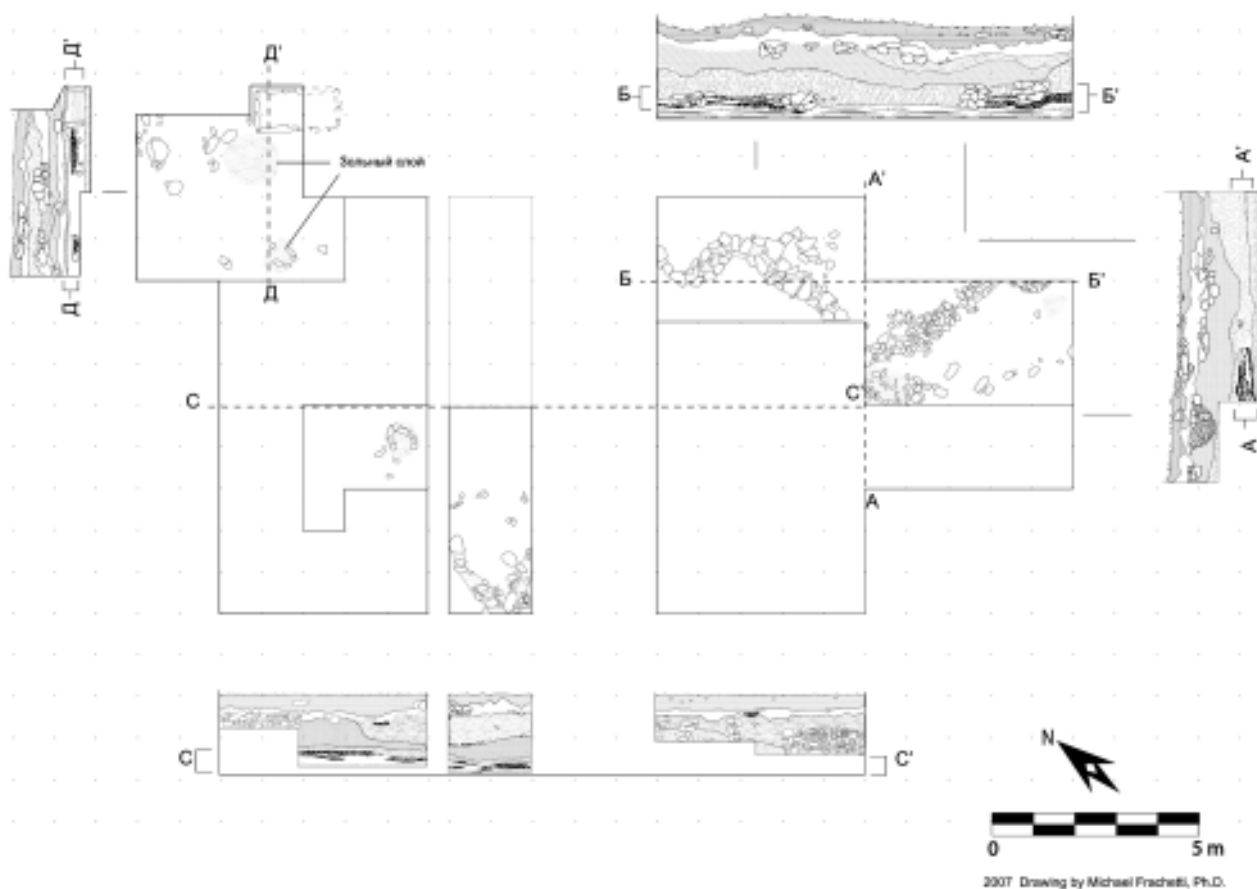 Д'
Д'
Б
Б'
Зольный слой
A'
A'
Б
Б'
Д
Д
C
C'
A
A
C
C'
N
0
5 m
2007 Drawing by Michael Frachetti, Ph.D.